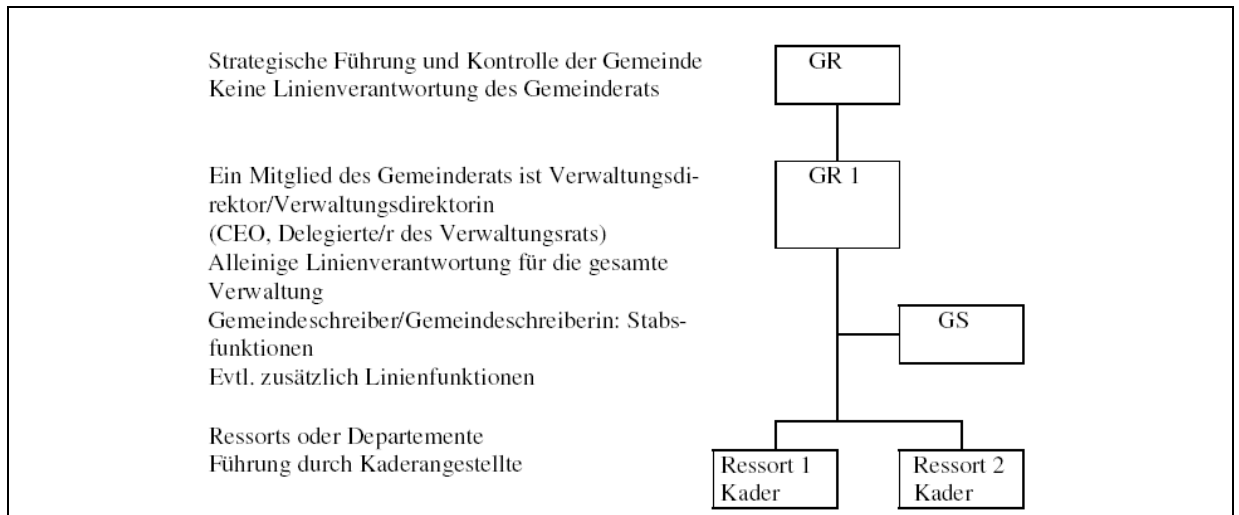 Strategische Führung und Kontrolle der Gemeinde
Keine Linienverantwortung des Gemeinderats
GR
Ein Mitglied des Gemeinderats ist Verwaltungsdi-
rektor/Verwaltungsdirektorin
(CEO, Delegierte/r des Verwaltungsrats)
Alleinige Linienverantwortung für die gesamte
Verwaltung
Gemeindeschreiber/Gemeindeschreiberin: Stabs-
funktionen
Evtl. zusätzlich Linienfunktionen
GR 1
GS
Ressorts oder Departemente
Führung durch Kaderangestellte
Ressort 1
Kader
Ressort 2
Kader